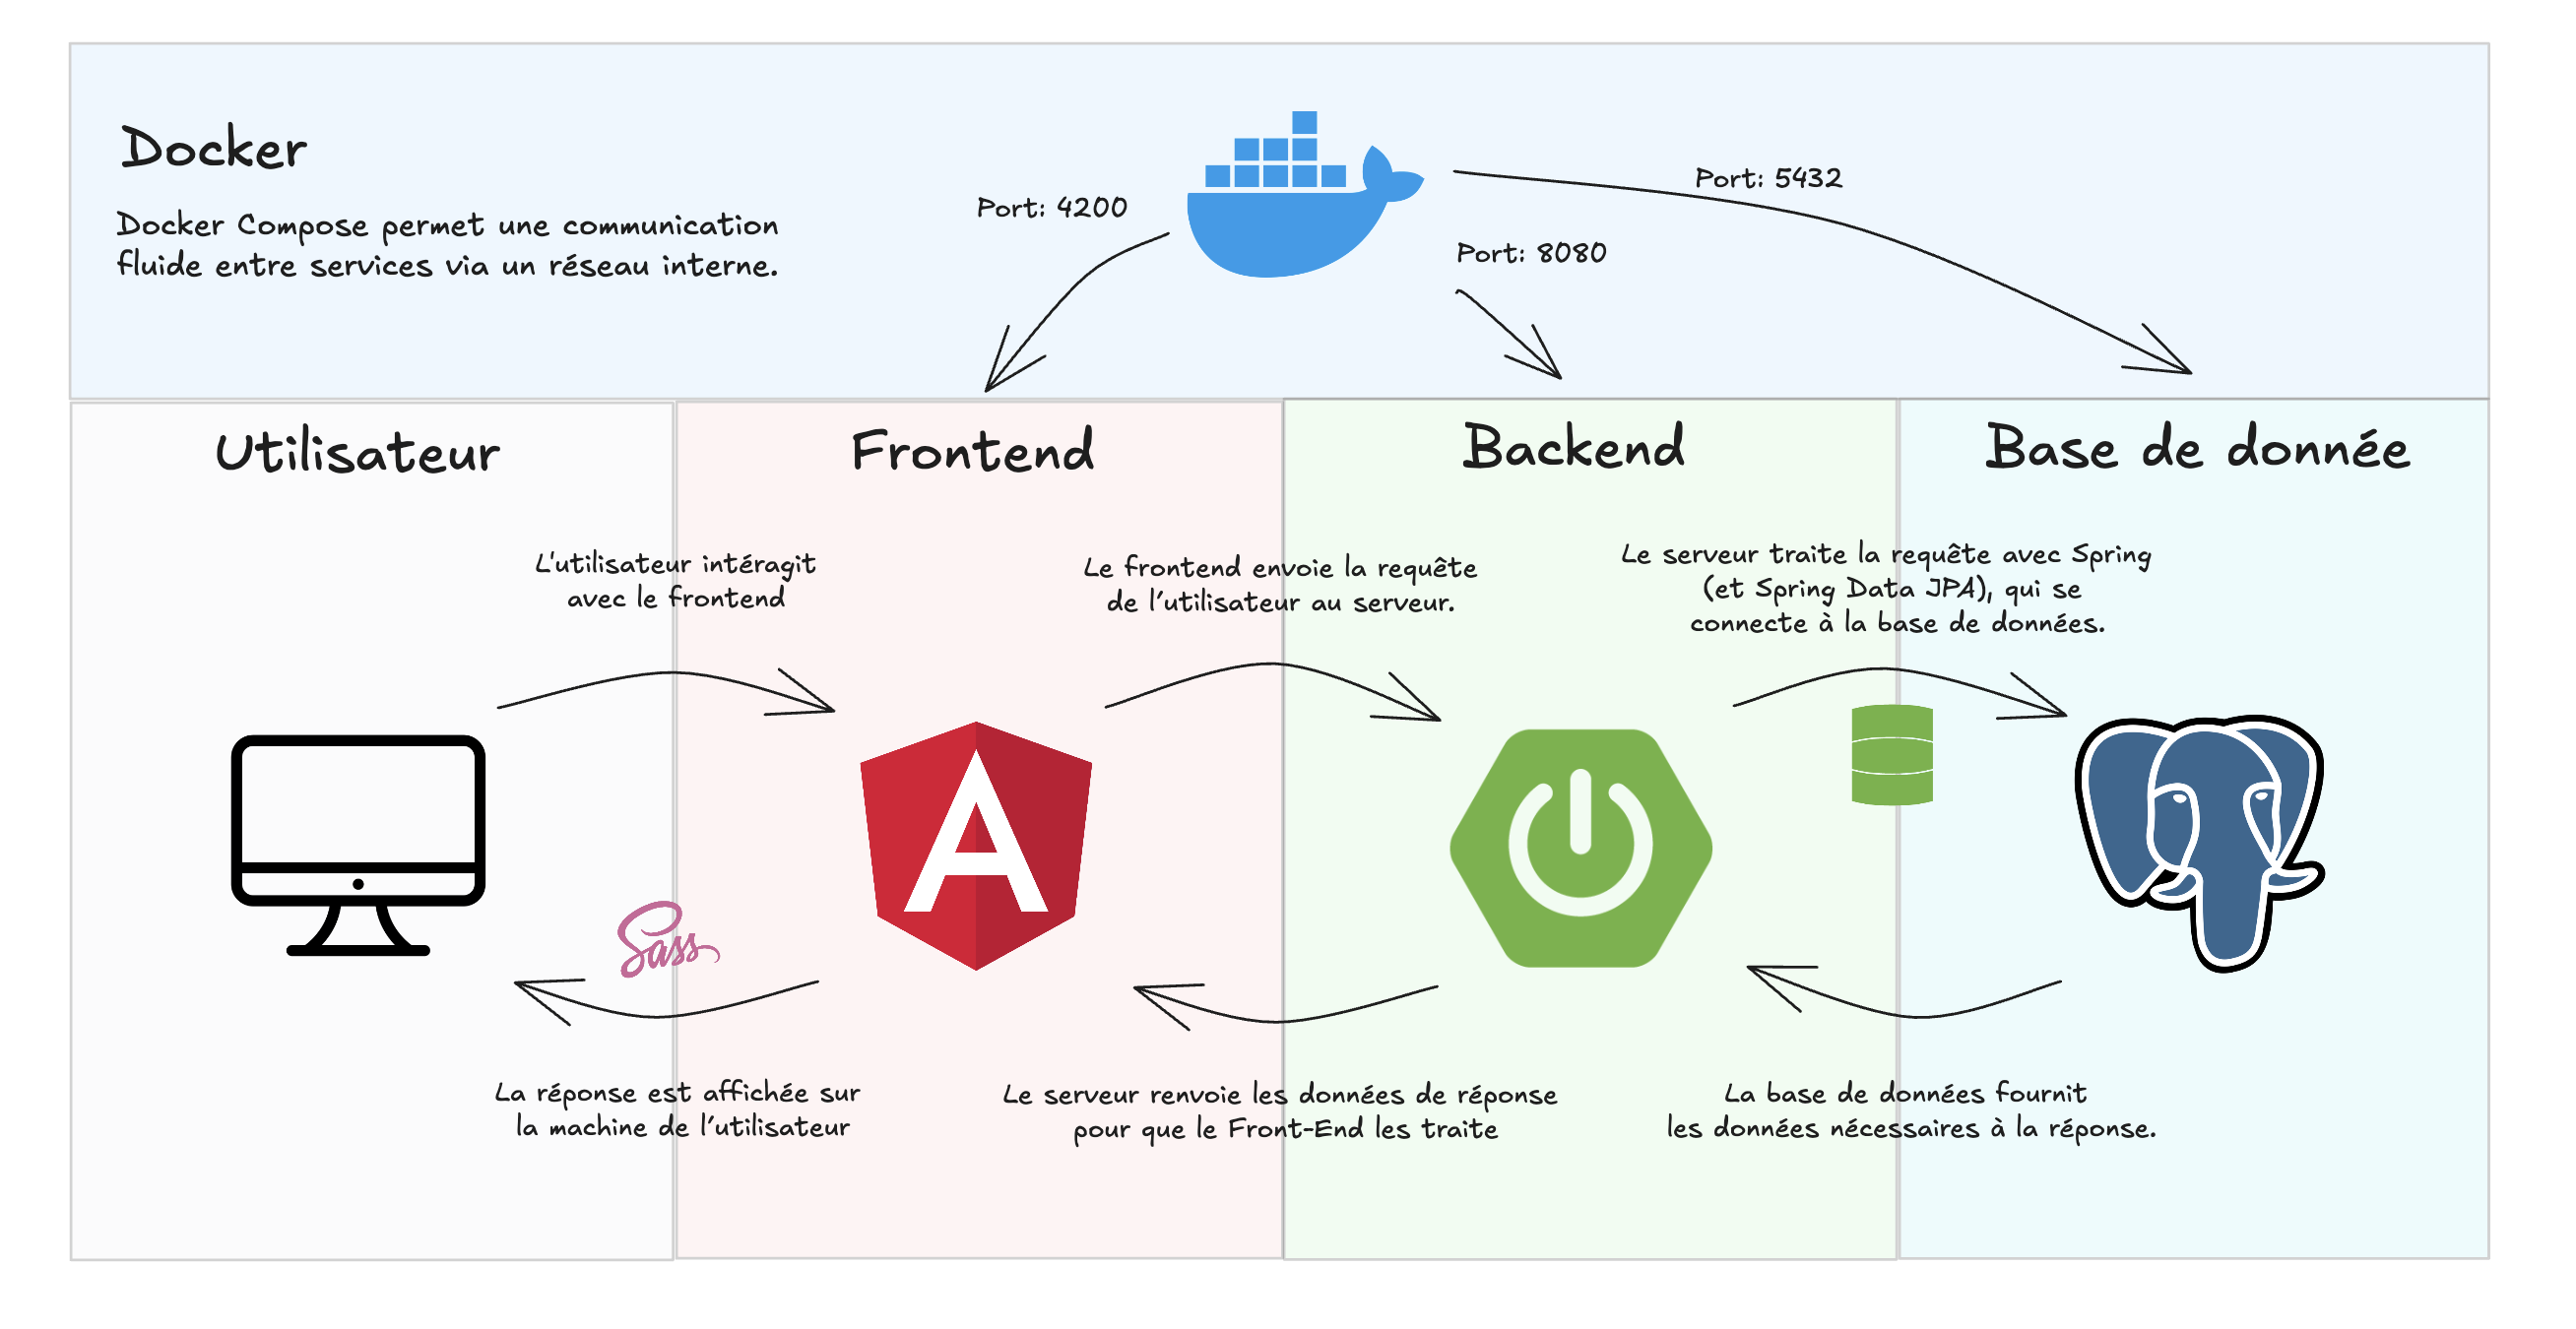 Docker
Docker Compose permet une communication
fluide entre services via un réseau interne.
Port: 4200
Port: 8080
Port: 5432
Utilisateur
Frontend
Backend
Base de donnée
L'utilisateur intéragit
avec le frontend
Le frontend envoie la requête
de l'utilisateur au serveur.
Le serveur traite la requête avec Spring
(et Spring Data JPA), qui se
connecte à la base de données.
Sass
La réponse est affichée sur
la machine de l'utilisateur
Le serveur renvoie les données de réponse
pour que le Front-End les traite
La base de données fournit
les données nécessaires à la réponse.